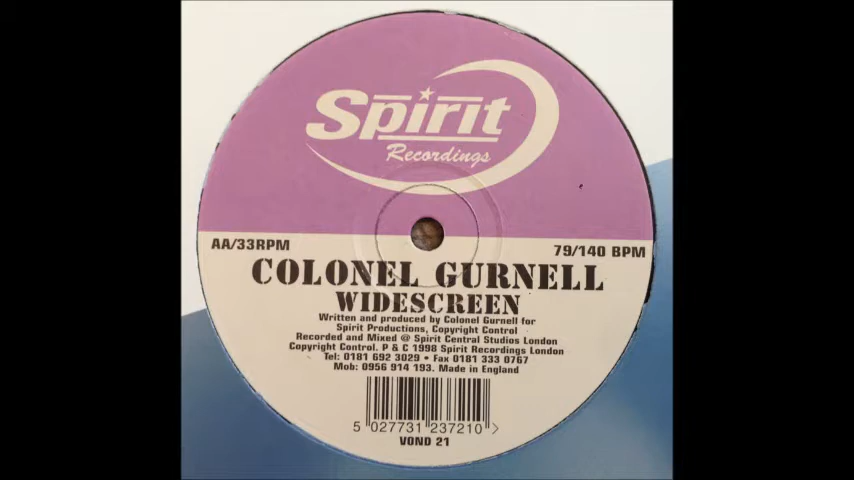 Spirit
Recordings
AA/33RPM
79/140 BPM
COLONEL GURNELL
WIDESCREEN
Written and produced by Colonel Gurnell for
Spirit Productions, Copyright Control
Recorded and Mixed @ Spirit Central Studios London
Copyright Control. P & C 1998 Spirit Recordings London
Tel: 0181 692 3029 • Fax 0181 333 0767
Mob: 0956 914 193. Made in England
5 027731 237210 >
VOND 21